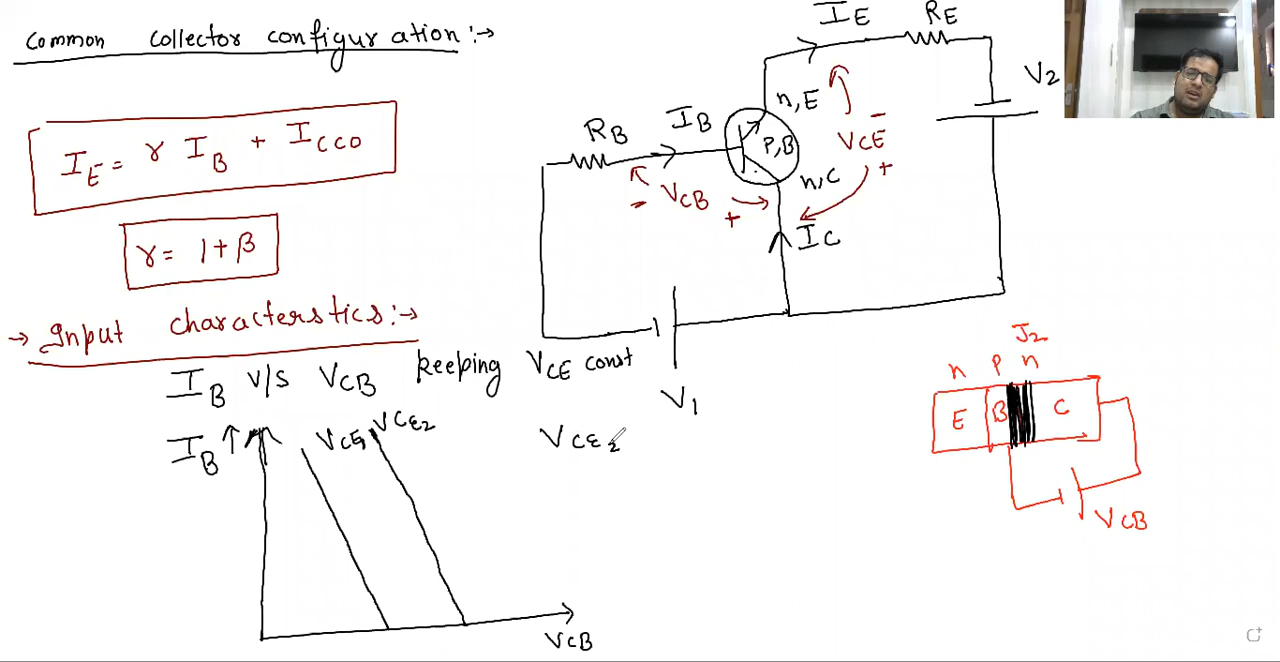 Common Collector configuration:→
I_E = γ I_B + I_CCO
γ = 1+β
→ Input characterstics:→
I_B v/s V_CB keeping V_CE const
I_B ↑
V_CE1
V_CE2
V_CE2
V_CB
I_E
R_E
V_2
R_B
I_B
n,E
P,B
n,C
V_CE
-
+
V_CB
-
+
I_C
V_1
J_2
n P n
E B C
V_CB